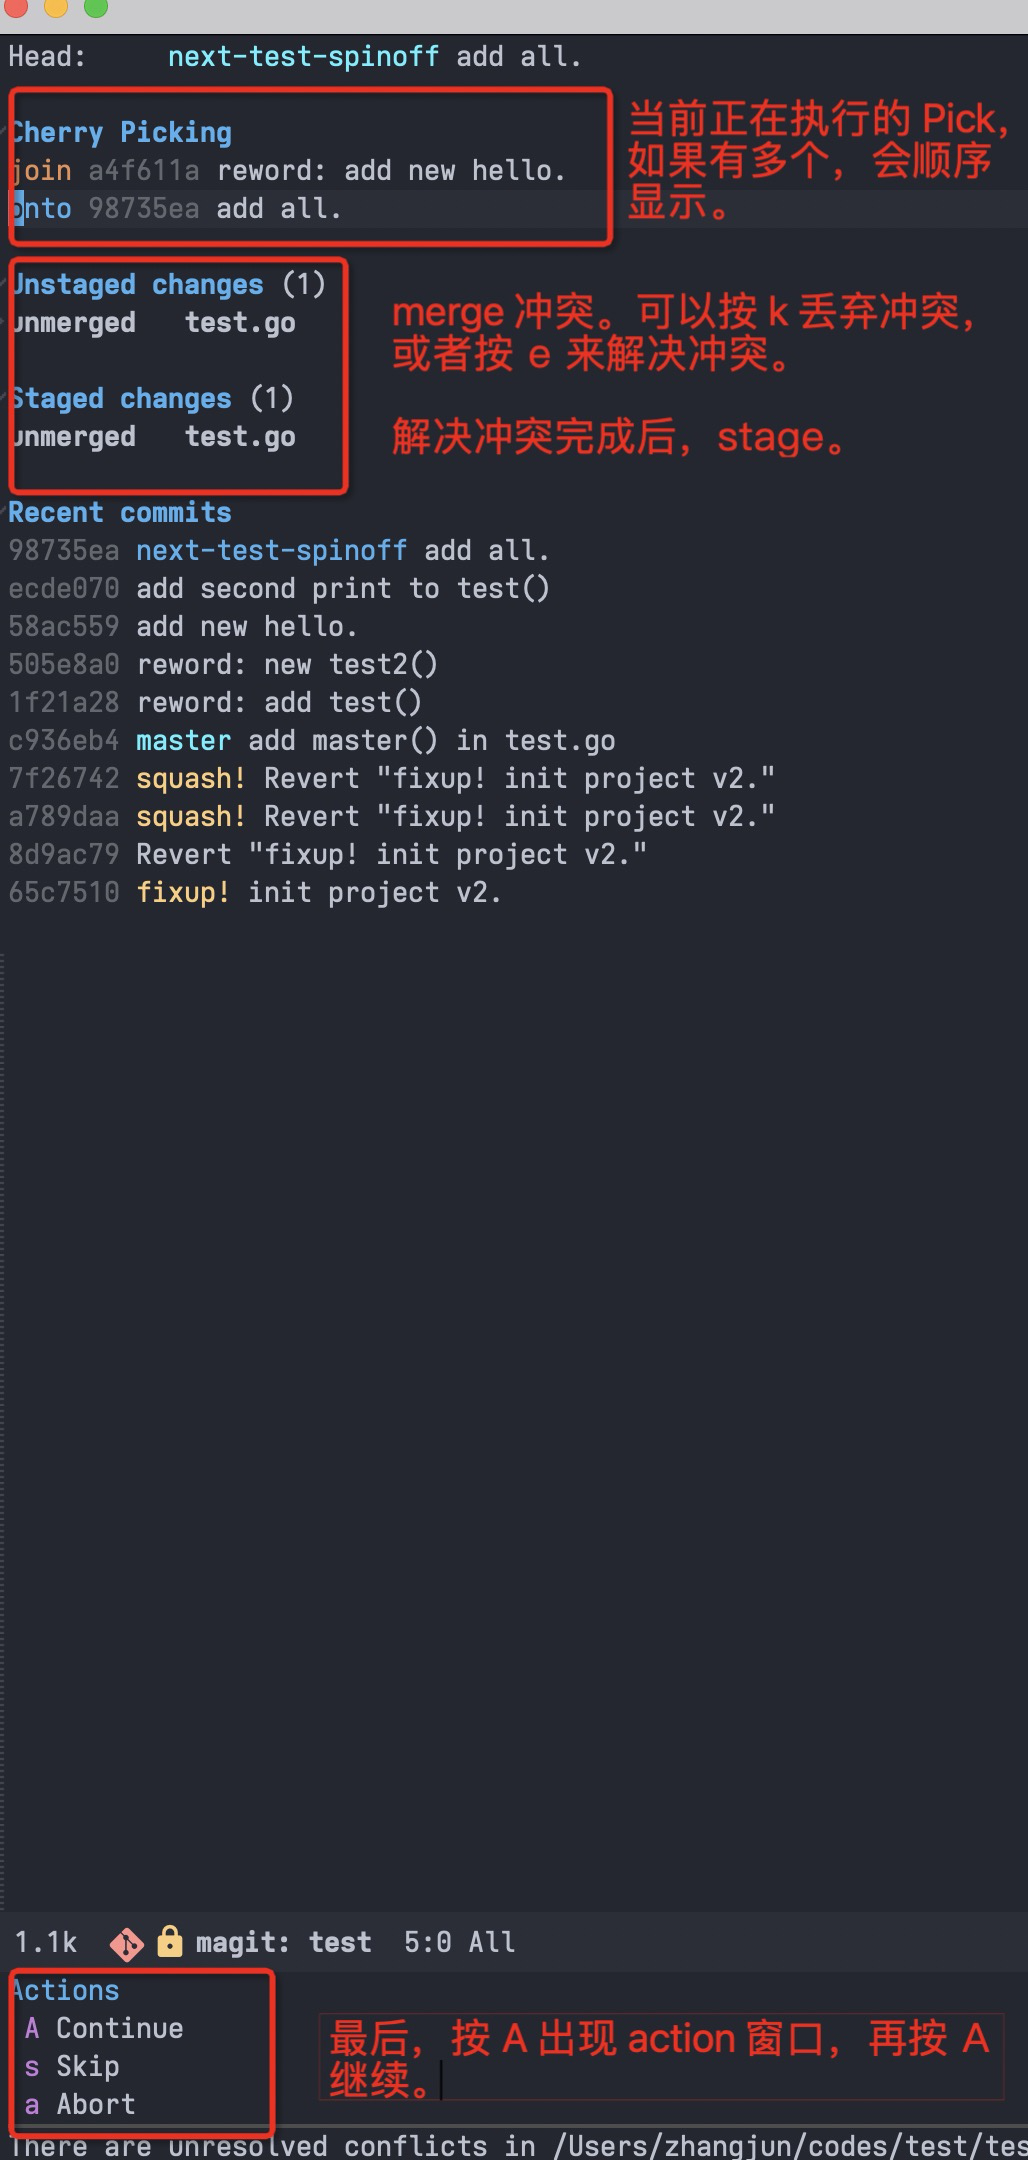 Head: next-test-spinoff add all.
Cherry Picking
join a4f611a reword: add new hello.
onto 98735ea add all.
当前正在执行的 Pick，
如果有多个，会顺序
显示。
Unstaged changes (1)
unmerged test.go
Staged changes (1)
unmerged test.go
merge 冲突。可以按 k 丢弃冲突，
或者按 e 来解决冲突。
解决冲突完成后，stage。
Recent commits
98735ea next-test-spinoff add all.
ecde070 add second print to test()
58ac559 add new hello.
505e8a0 reword: new test2()
1f21a28 reword: add test()
c936eb4 master add master() in test.go
7f26742 squash! Revert "fixup! init project v2."
a789daa squash! Revert "fixup! init project v2."
8d9ac79 Revert "fixup! init project v2."
65c7510 fixup! init project v2.
1.1k magit: test 5:0 All
Actions
A Continue
s Skip
a Abort
最后，按 A 出现 action 窗口，再按 A
继续。
There are unresolved conflicts in /Users/zhangjun/codes/test/tes